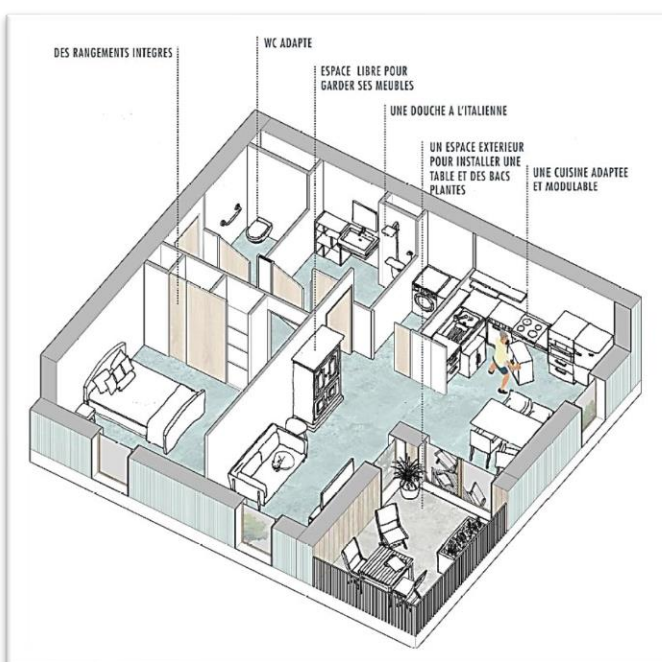 DES RANGEMENTS INTEGRES
WC ADAPTE
ESPACE LIBRE POUR
GARDER SES MEUBLES
UNE DOUCHE A L'ITALIENNE
UN ESPACE EXTERIEUR
POUR INSTALLER UNE
TABLE ET DES BACS
PLANTES
UNE CUISINE ADAPTEE
ET MODULABLE